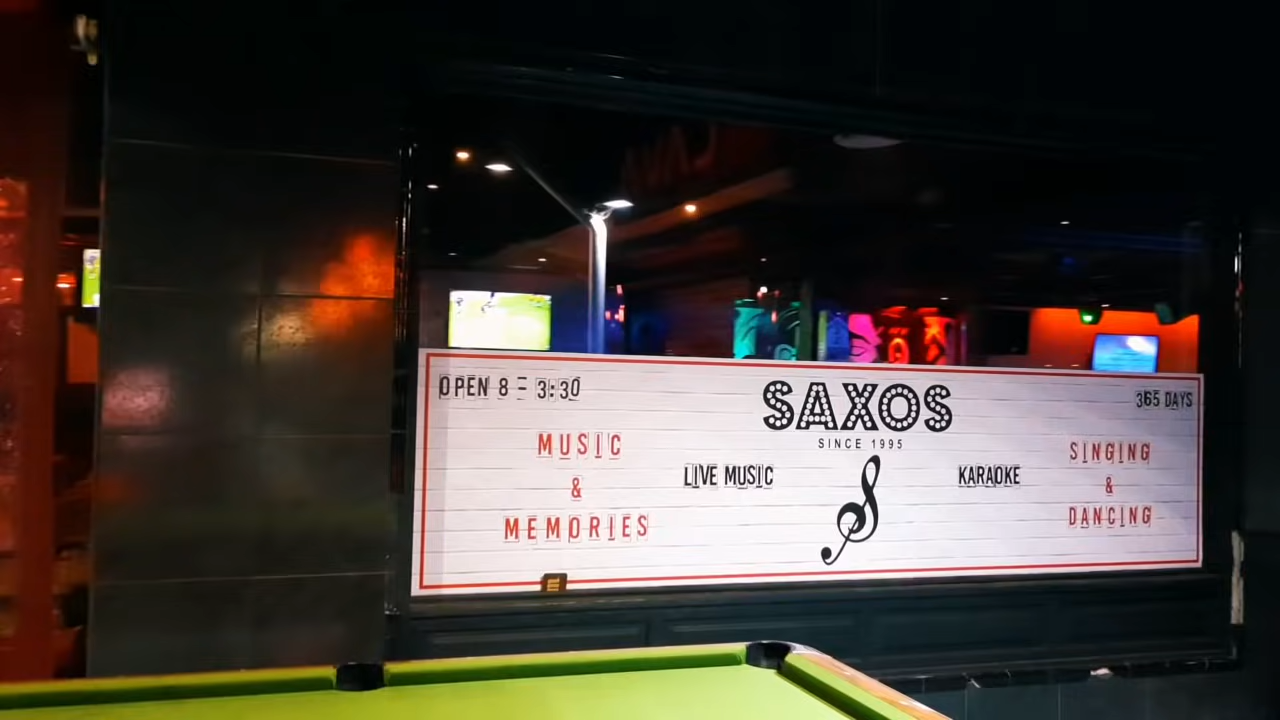 OPEN 8 - 3:30
SAXOS
SINCE 1995
365 DAYS
MUSIC
&
MEMORIES
LIVE MUSIC
KARAOKE
SINGING
&
DANCING